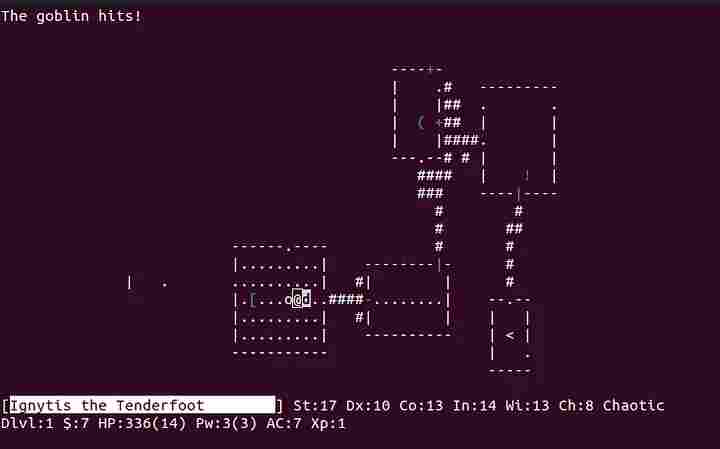 The goblin hits!
----+-
|    .#    ---------
|    |##  .       .
|  ( +##  |       |
|    |####.       |
---.--# # |       |
####   |    !  |
###    ----|----
#       #
#      ##
------.----          #      #
|.........|    --------|-   #
|   .       ..........|   #|        |    #
|.[...o@d..####-........|  --.--
|.........|   #|        |  |   |
|.........|    ----------  | < |
-----------                |   .
-----
[Ignytis the Tenderfoot        ] St:17 Dx:10 Co:13 In:14 Wi:13 Ch:8 Chaotic
Dlvl:1 $:7 HP:336(14) Pw:3(3) AC:7 Xp:1